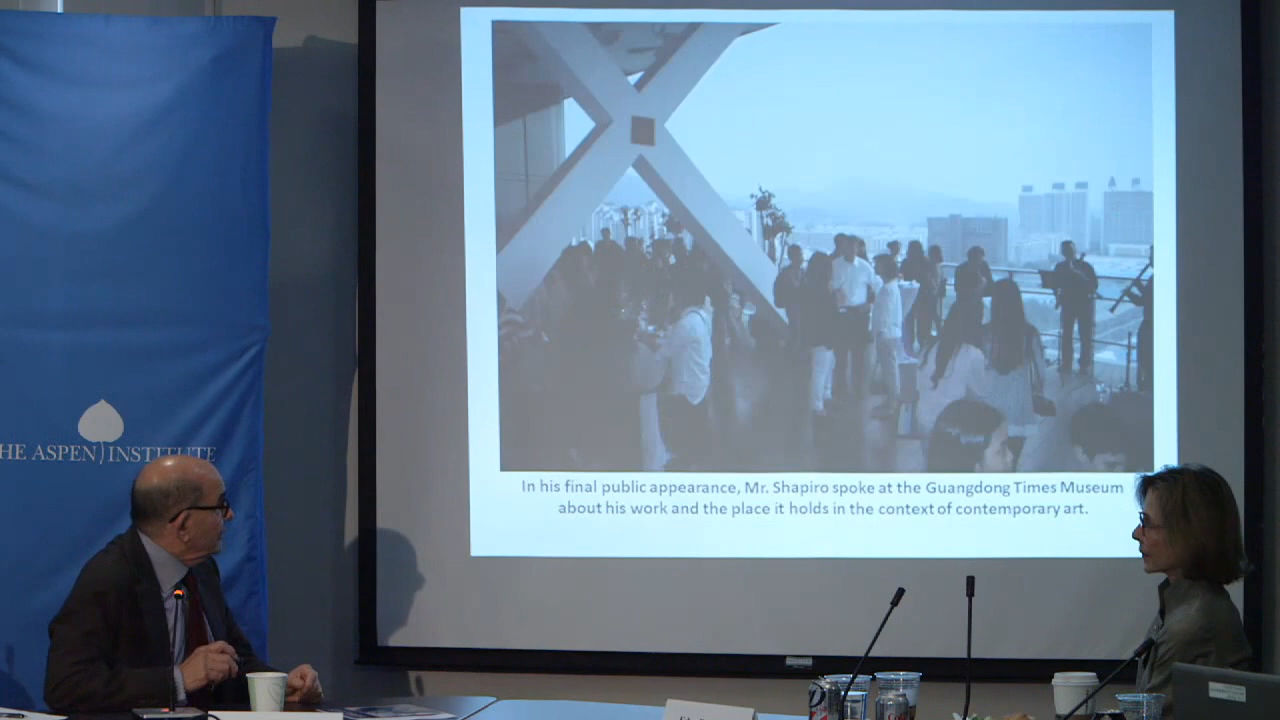 In his final public appearance, Mr. Shapiro spoke at the Guangdong Times Museum
about his work and the place it holds in the context of contemporary art.
HE ASPEN INSTITUTE